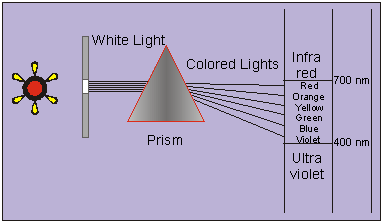 White Light
Colored Lights
Prism
Infra
red
700 nm
Red
Orange
Yellow
Green
Blue
Violet
400 nm
Ultra
violet